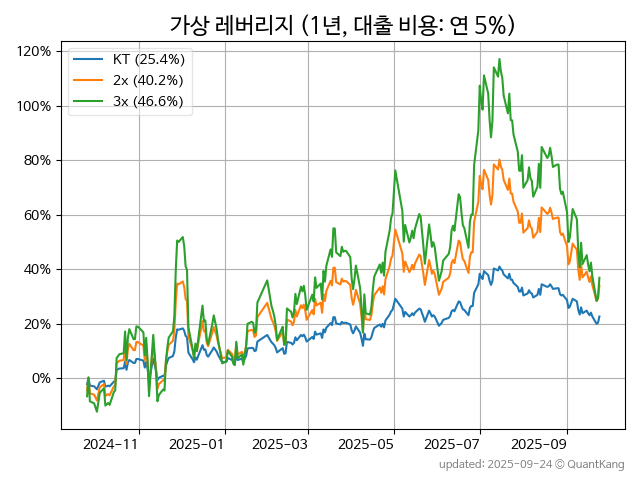 가상 레버리지 (1년, 대출 비용: 연 5%)
120%
100%
80%
60%
40%
20%
0%
KT (25.4%)
2x (40.2%)
3x (46.6%)
2024-11
2025-01
2025-03
2025-05
2025-07
2025-09
updated: 2025-09-24 © QuantKang